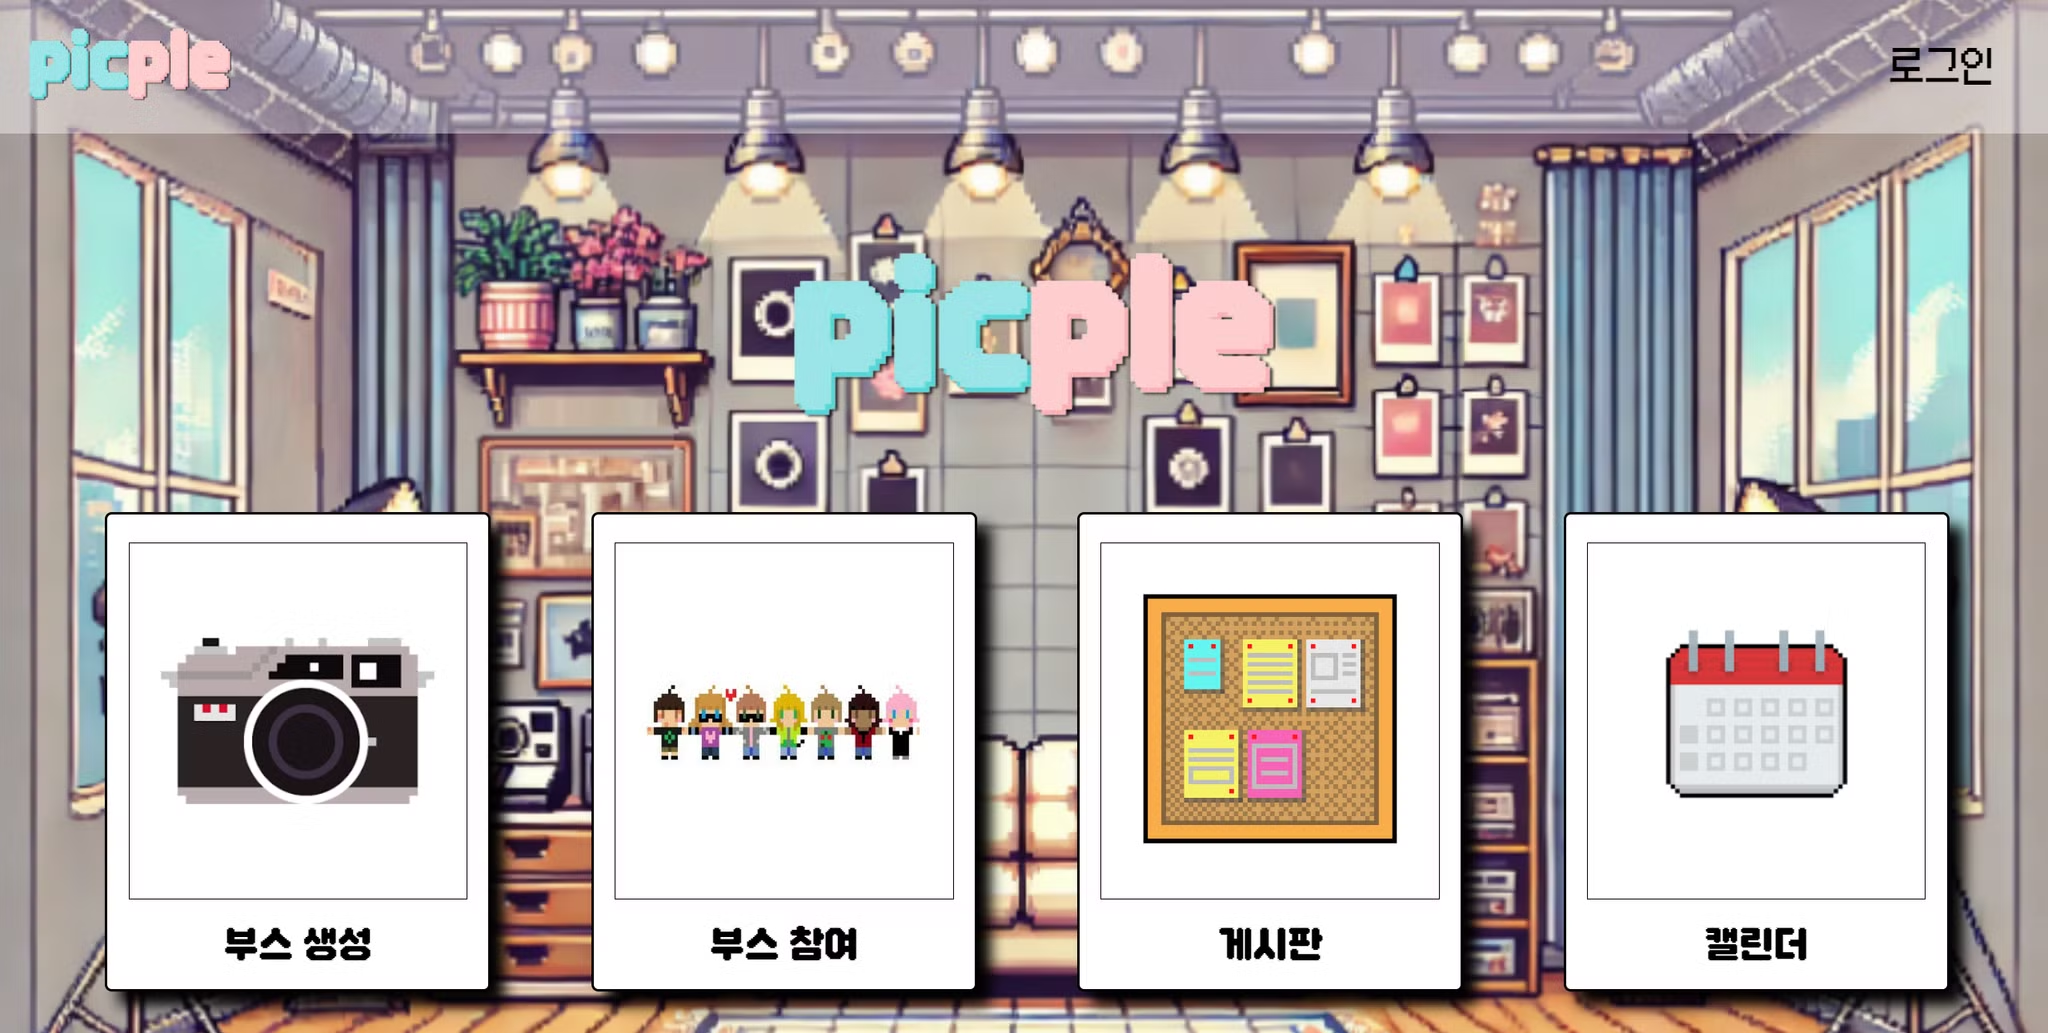 picple
로그인
picple
부스 생성
부스 참여
게시판
캘린더